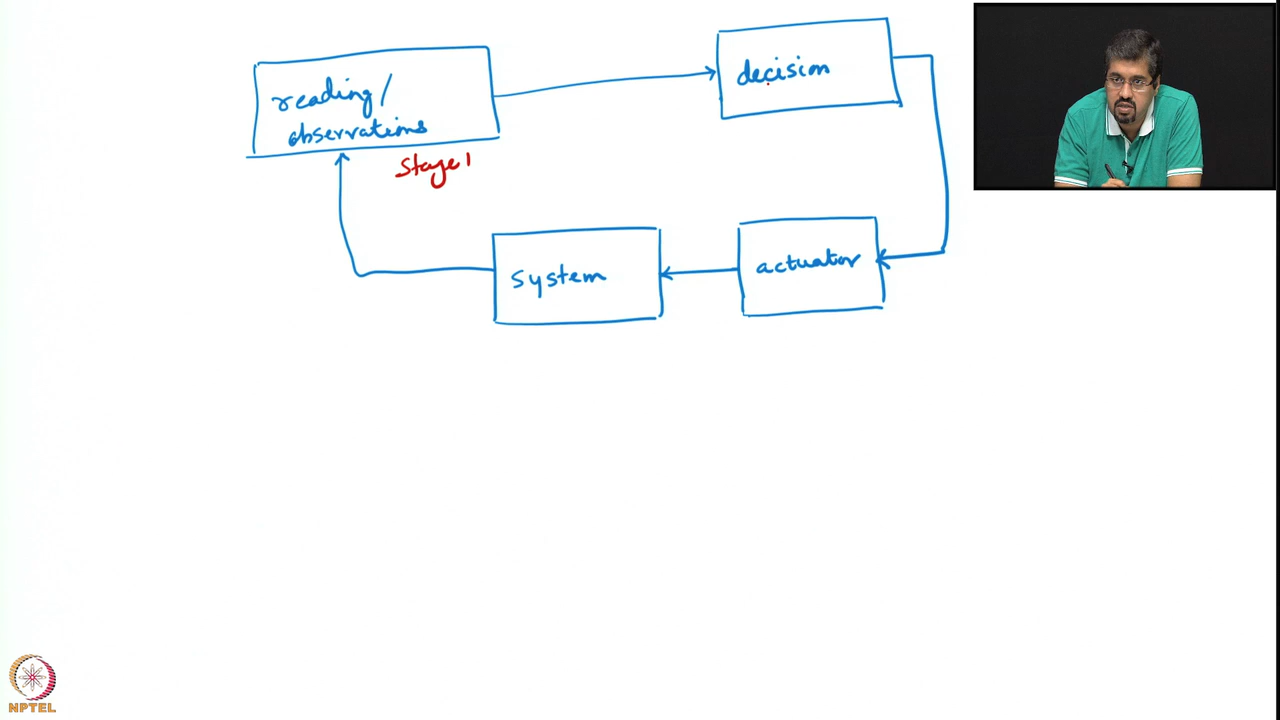 reading/
observations
decision
Stage 1
system
actuator
NPTEL